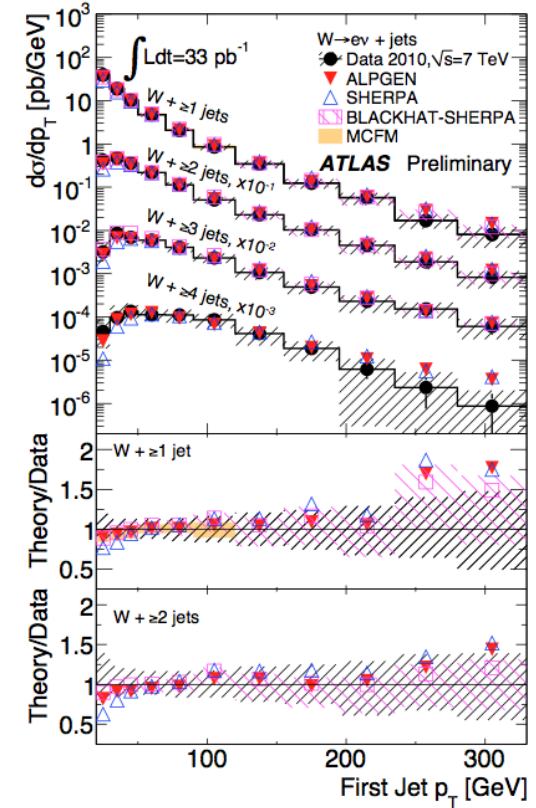 W→eν + jets
∫Ldt=33 pb⁻¹
Data 2010,√s=7 TeV
ALPGEN
SHERPA
BLACKHAT-SHERPA
MCFM
ATLAS Preliminary
dσ/dp_T [pb/GeV]
10³
10²
10
1
10⁻¹
10⁻²
10⁻³
10⁻⁴
10⁻⁵
10⁻⁶
W + ≥1 jets
W + ≥2 jets, x10⁻¹
W + ≥3 jets, x10⁻²
W + ≥4 jets, x10⁻³
W + ≥1 jet
Theory/Data
2
1.5
1
0.5
W + ≥2 jets
Theory/Data
2
1.5
1
0.5
100 200 300
First Jet p_T [GeV]